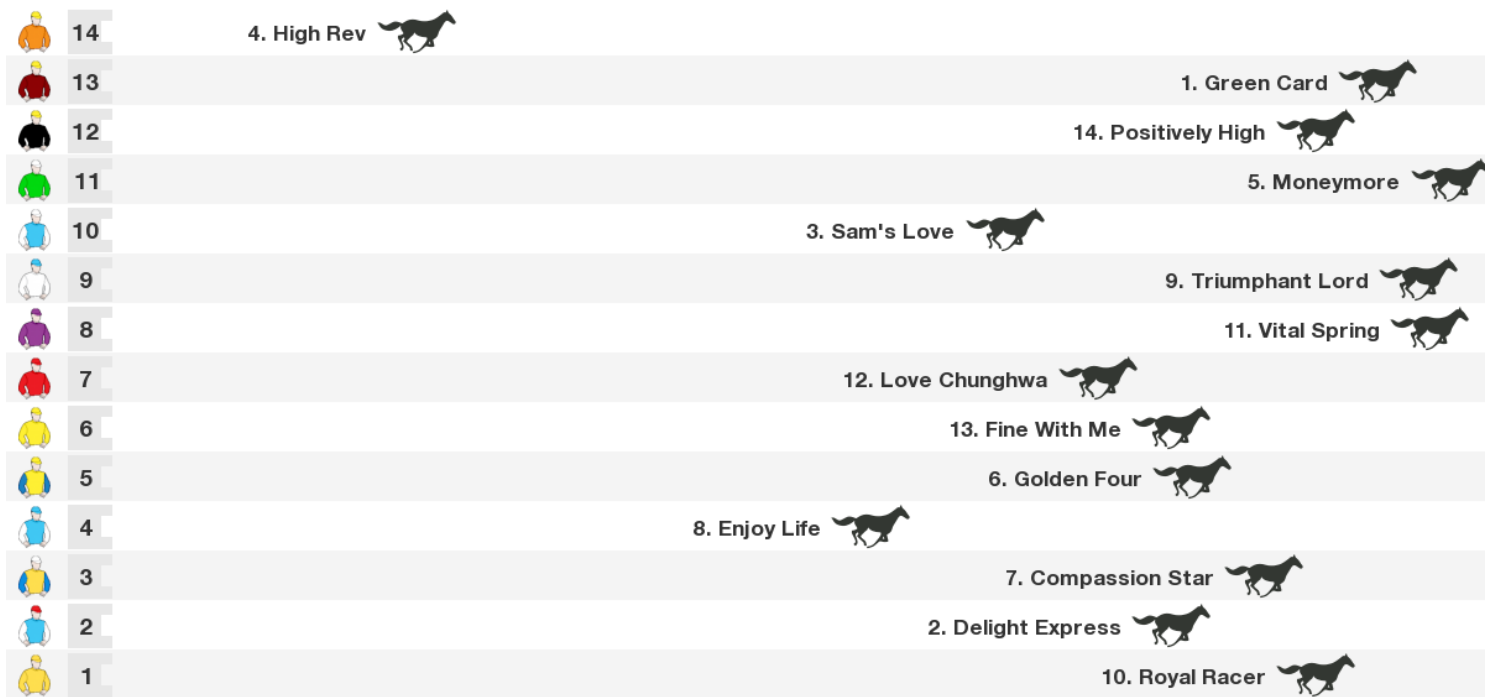 14 4. High Rev
13 1. Green Card
12 14. Positively High
11 5. Moneymore
10 3. Sam's Love
9 9. Triumphant Lord
8 11. Vital Spring
7 12. Love Chunghwa
6 13. Fine With Me
5 6. Golden Four
4 8. Enjoy Life
3 7. Compassion Star
2 2. Delight Express
1 10. Royal Racer